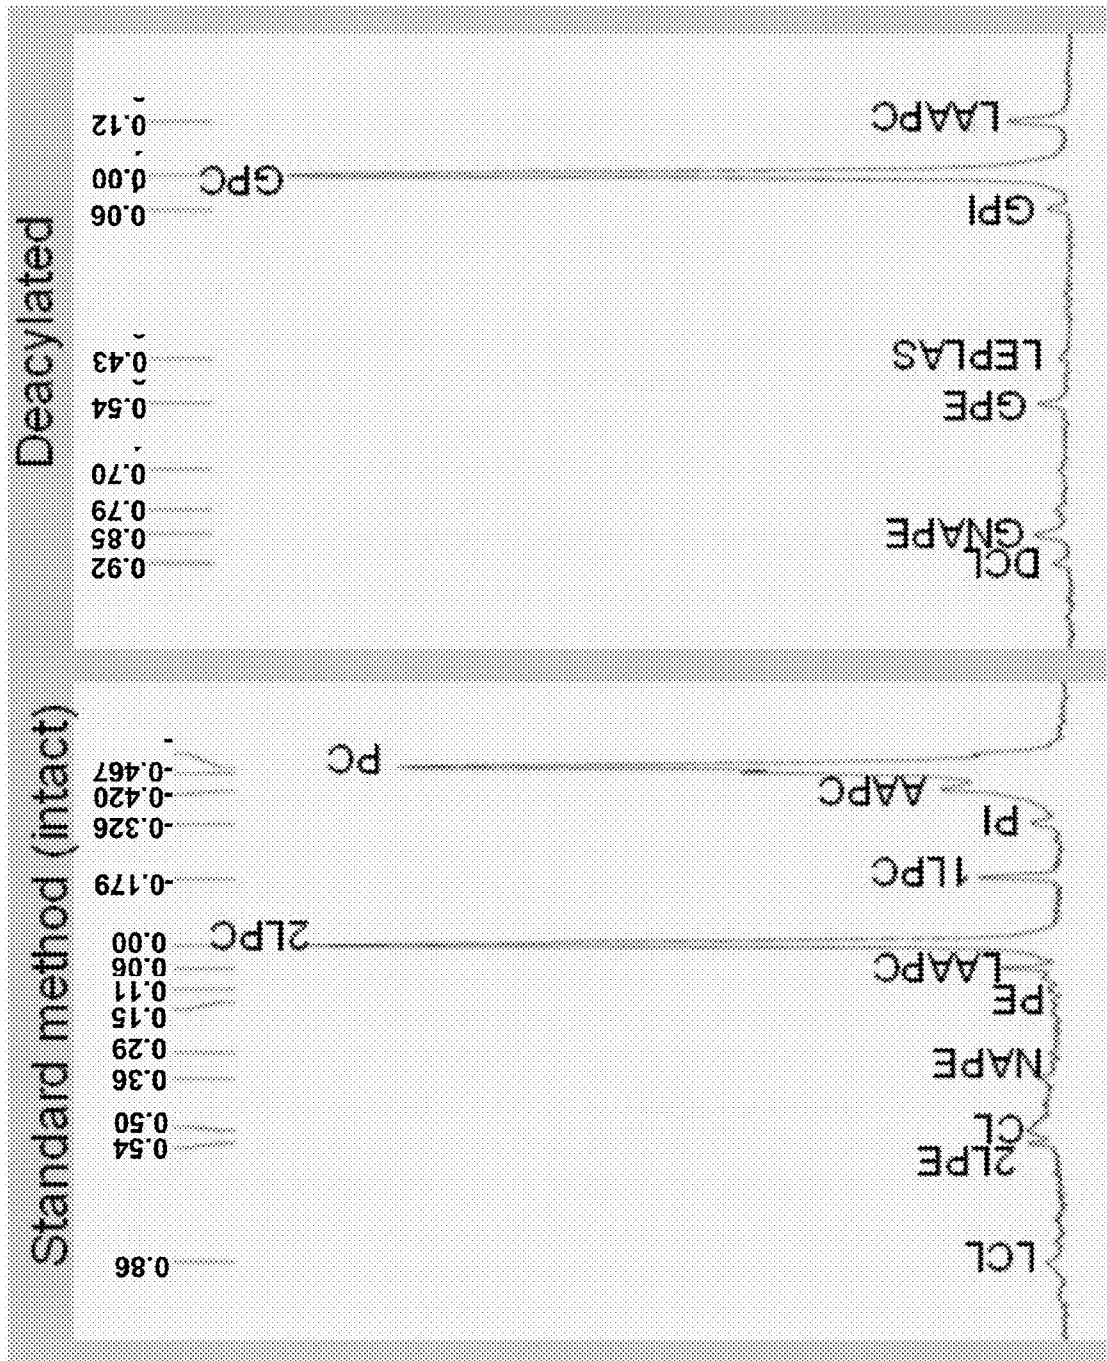 Deacylated
0.12
0.00
0.06
0.43
0.54
0.70
0.79
0.85
0.92
LAAPC
GPC
GPI
LEPLAS
GPE
GNAPE
DCL
Standard method (intact)
-0.467
-0.420
-0.326
-0.179
0.00
0.06
0.11
0.15
0.29
0.36
0.50
0.54
0.86
PC
AAPC
PI
1LPC
2LPC
LAAPC
PE
NAPE
CL
2LPE
LCL